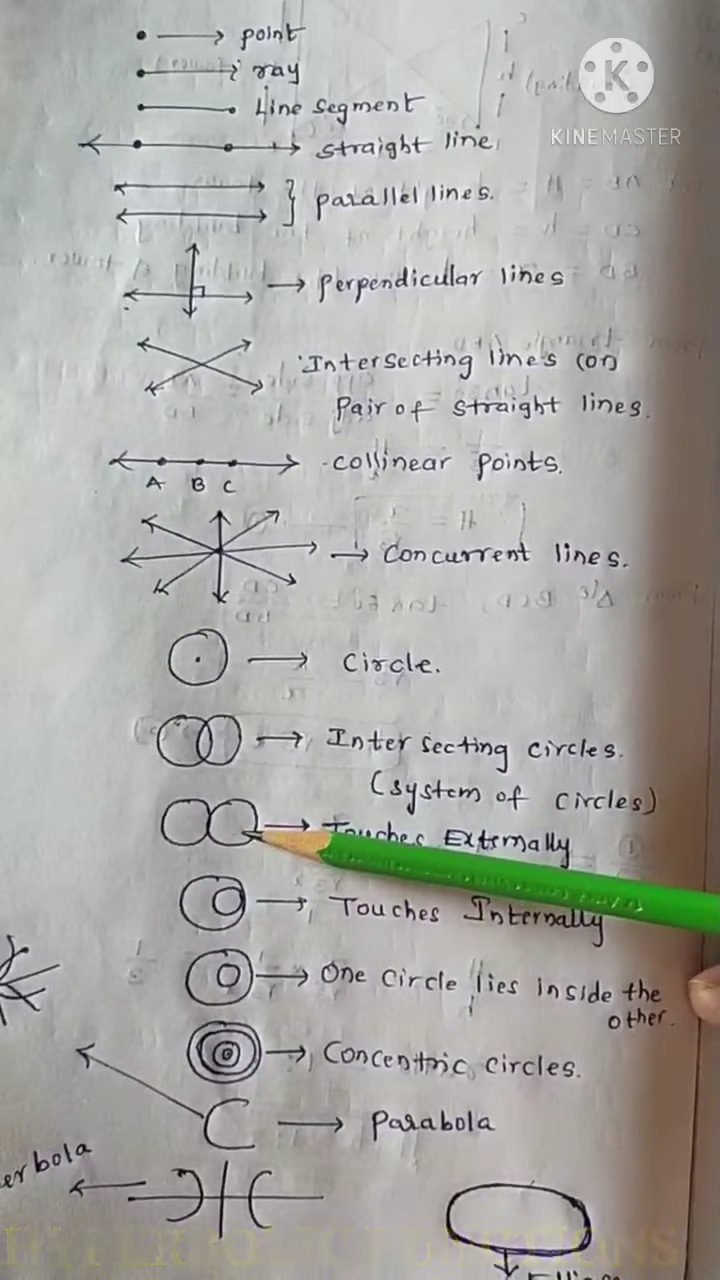 point
ray
Line segment
straight line
parallel lines.
perpendicular lines
Intersecting lines (or)
Pair of straight lines.
collinear points.
A B C
Concurrent lines.
Circle.
Intersecting circles.
(system of circles)
Touches Externally
Touches Internally
One Circle lies inside the
other.
Concentric circles.
Parabola
erbola
KINEMASTER